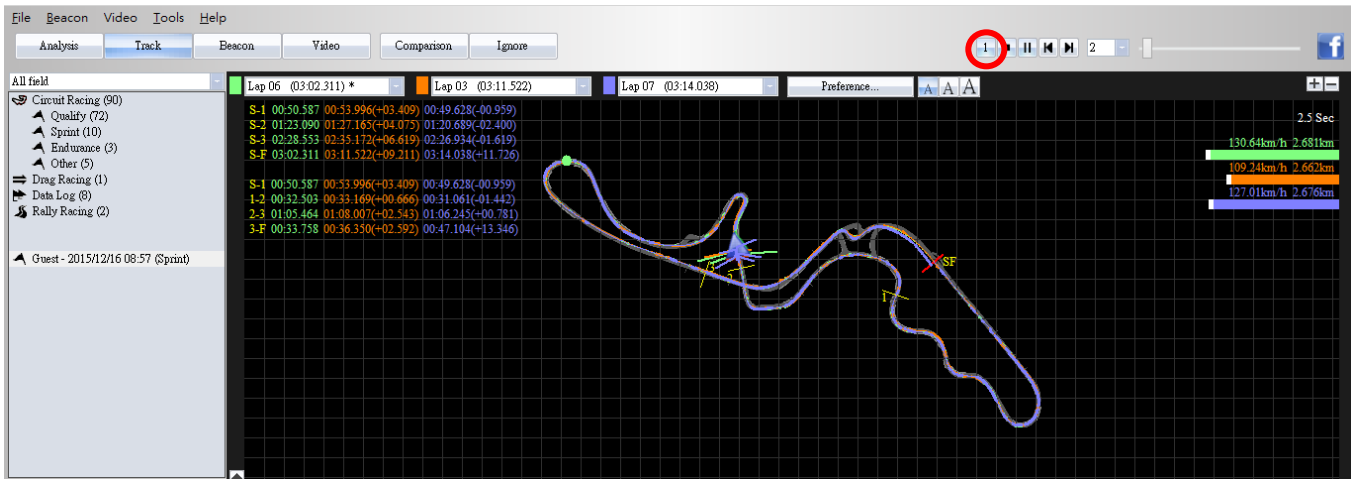 File Beacon Video Tools Help
Analysis Track Beacon Video Comparison Ignore 1 2 f
All field Lap 06 (03:02.311) * Lap 03 (03:11.522) Lap 07 (03:14.038) Preference... A A A
Circuit Racing (90)
Qualify (72)
Sprint (10)
Endurance (3)
Other (5)
Drag Racing (1)
Data Log (8)
Rally Racing (2)
Guest - 2015/12/16 08:57 (Sprint)
S-1 00:50.587 00:53.996(+03.409) 00:49.628(-00.959)
S-2 01:23.090 01:27.165(+04.075) 01:20.689(-02.400)
S-3 02:28.553 02:35.172(+06.619) 02:26.934(-01.619)
S-F 03:02.311 03:11.522(+09.211) 03:14.038(+11.726)
S-1 00:50.587 00:53.996(+03.409) 00:49.628(-00.959)
1-2 00:32.503 00:33.169(+00.666) 00:31.061(-01.442)
2-3 01:05.464 01:08.007(+02.543) 01:06.245(+00.781)
3-F 00:33.758 00:36.350(+02.592) 00:47.104(+13.346)
2.5 Sec
130.64km/h 2.681km
109.24km/h 2.662km
127.01km/h 2.676km
SF
3
2
1